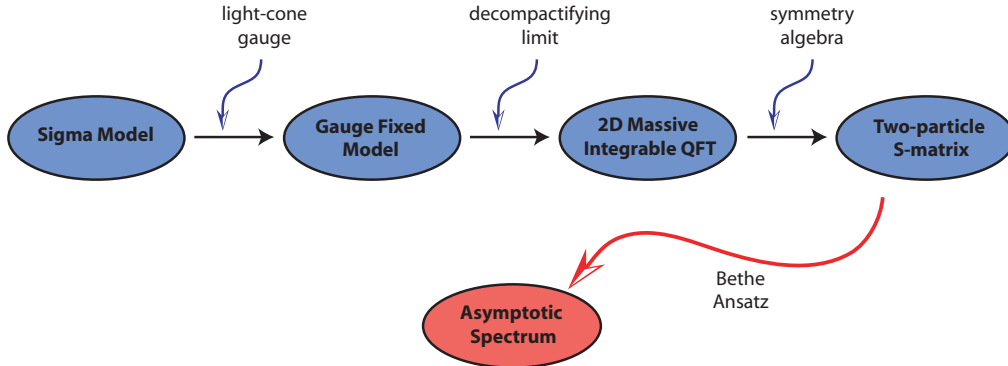 light-cone
gauge
decompactifying
limit
symmetry
algebra
Sigma Model
Gauge Fixed
Model
2D Massive
Integrable QFT
Two-particle
S-matrix
Bethe
Ansatz
Asymptotic
Spectrum